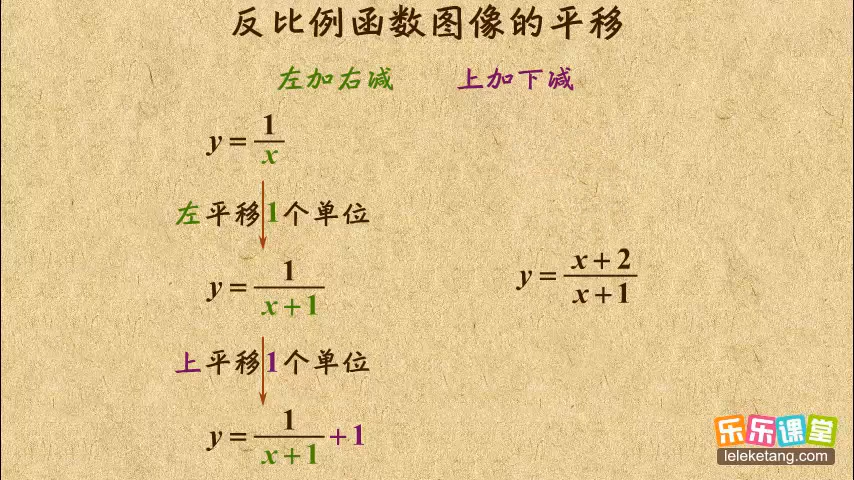 反比例函数图像的平移
左加右减 上加下减
y = 1/x
左平移1个单位
y = 1/(x+1)
上平移1个单位
y = 1/(x+1) + 1
y = (x+2)/(x+1)
乐乐课堂
leleketang.com